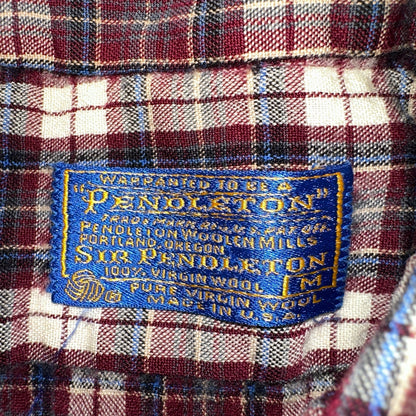 WARRANTED TO BE A
"PENDLETON"
TRADE MARK REG. U.S. PAT. OFF.
PENDLETON WOOLEN MILLS
PORTLAND, OREGON
SIR PENDLETON
100% VIRGIN WOOL
M
PURE VIRGIN WOOL
MADE IN U.S.A.